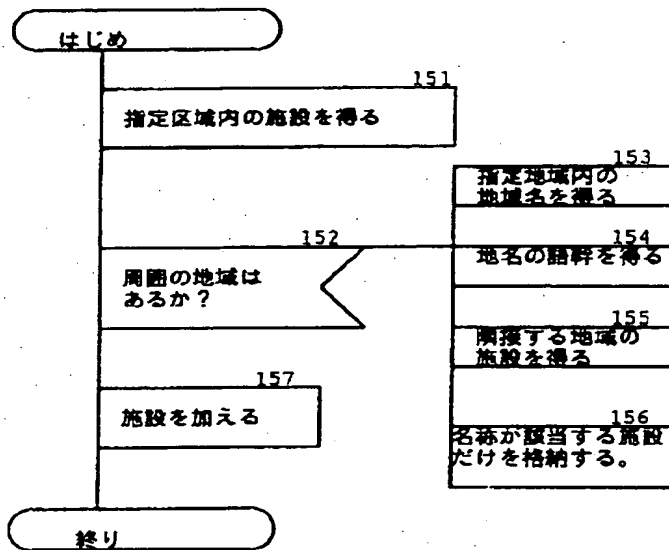 はじめ
151
指定区域内の施設を得る
153
指定地域内の
地域名を得る
152
周囲の地域は
あるか?
154
地名の語幹を得る
155
隣接する地域の
施設を得る
157
施設を加える
156
名称が該当する施設
だけを格納する。
終り